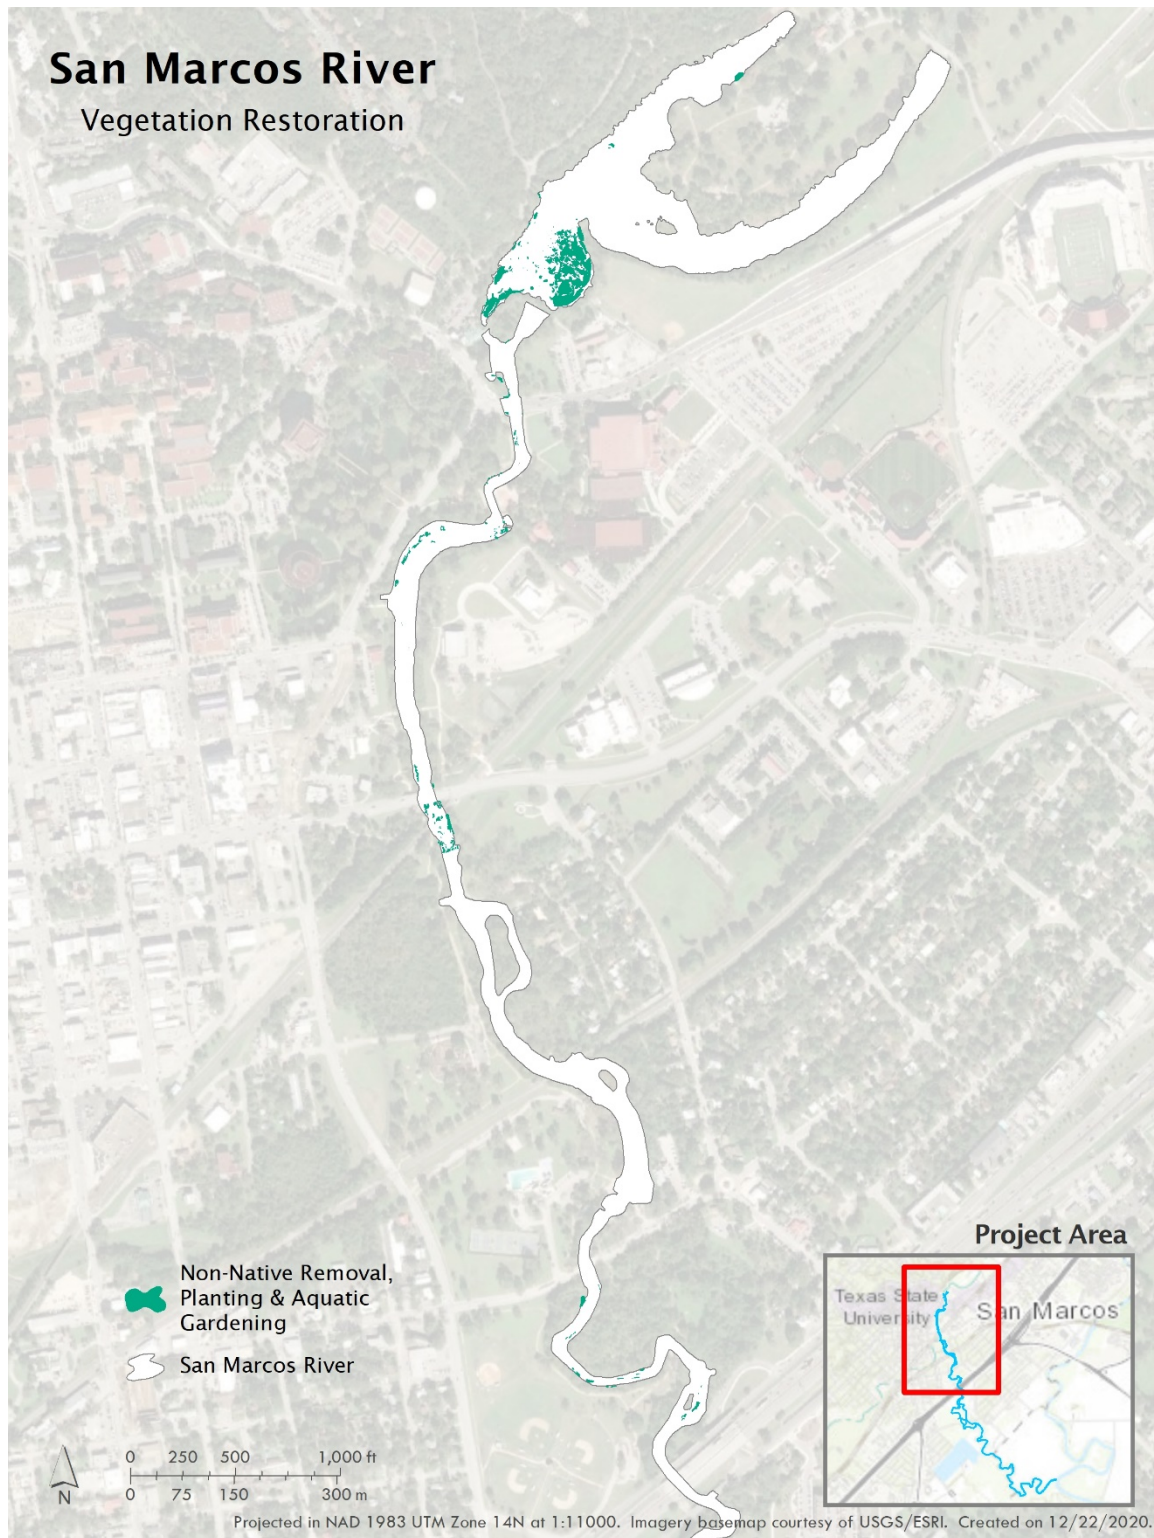 San Marcos River
Vegetation Restoration
Non-Native Removal,
Planting & Aquatic
Gardening
San Marcos River
0 250 500 1,000 ft
0 75 150 300 m
N
Project Area
Texas State
University
San Marcos
Projected in NAD 1983 UTM Zone 14N at 1:11000. Imagery basemap courtesy of USGS/ESRI. Created on 12/22/2020.